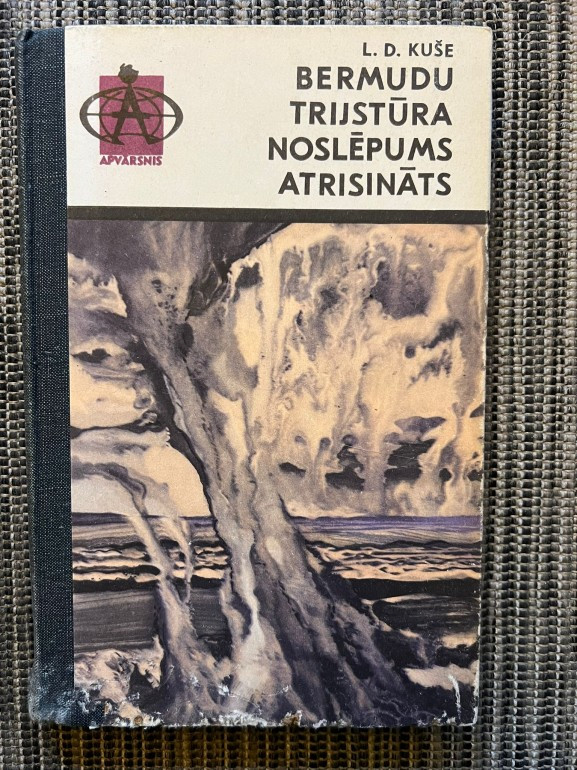 L. D. KUŠE
BERMUDU
TRIJSTŪRA
NOSLĒPUMS
ATRISINĀTS
APVĀRSNIS